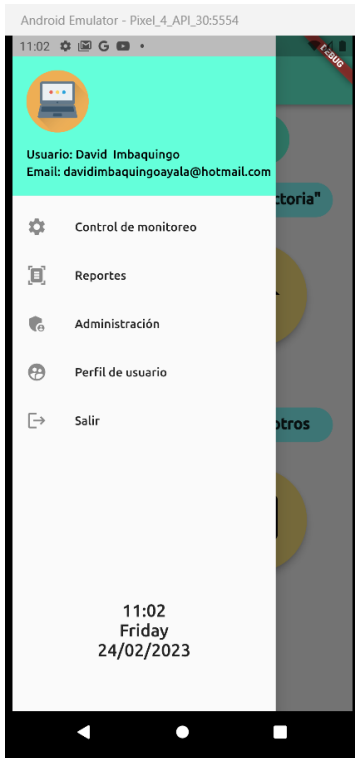 Android Emulator - Pixel_4_API_30:5554
11:02
DEBUG
Usuario: David Imbaquingo
Email: davidimbaquingoayala@hotmail.com
ctoria"
Control de monitoreo
Reportes
Administración
Perfil de usuario
Salir
otros
11:02
Friday
24/02/2023